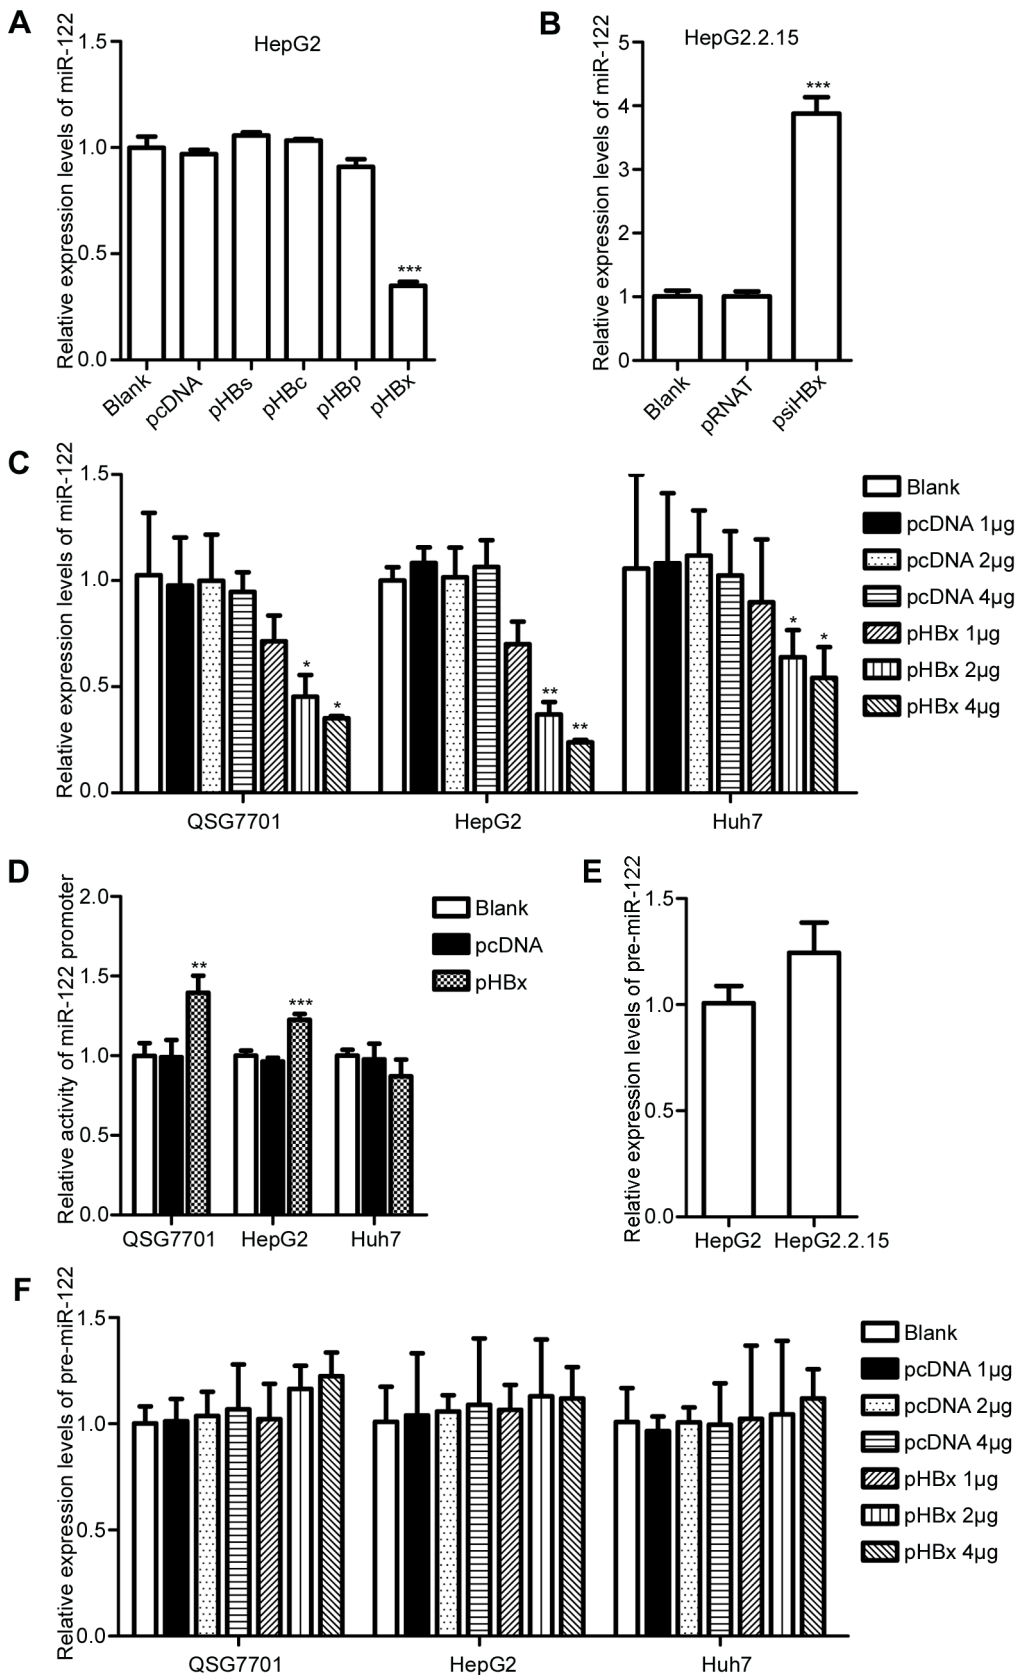 A
HepG2
Relative expression levels of miR-122
1.5
1.0
0.5
0.0
***
Blank
pcDNA
pHBs
pHBc
pHBp
pHBx
B
HepG2.2.15
Relative expression levels of miR-122
5
4
3
2
1
0
***
Blank
pRNAT
psiHBx
C
Relative expression levels of miR-122
1.5
1.0
0.5
0.0
*
*
**
**
*
*
QSG7701
HepG2
Huh7
Blank
pcDNA 1μg
pcDNA 2μg
pcDNA 4μg
pHBx 1μg
pHBx 2μg
pHBx 4μg
D
Relative activity of miR-122 promoter
2.0
1.5
1.0
0.5
0.0
**
***
QSG7701
HepG2
Huh7
Blank
pcDNA
pHBx
E
Relative expression levels of pre-miR-122
1.5
1.0
0.5
0.0
HepG2
HepG2.2.15
F
Relative expression levels of pre-miR-122
1.5
1.0
0.5
0.0
QSG7701
HepG2
Huh7
Blank
pcDNA 1μg
pcDNA 2μg
pcDNA 4μg
pHBx 1μg
pHBx 2μg
pHBx 4μg